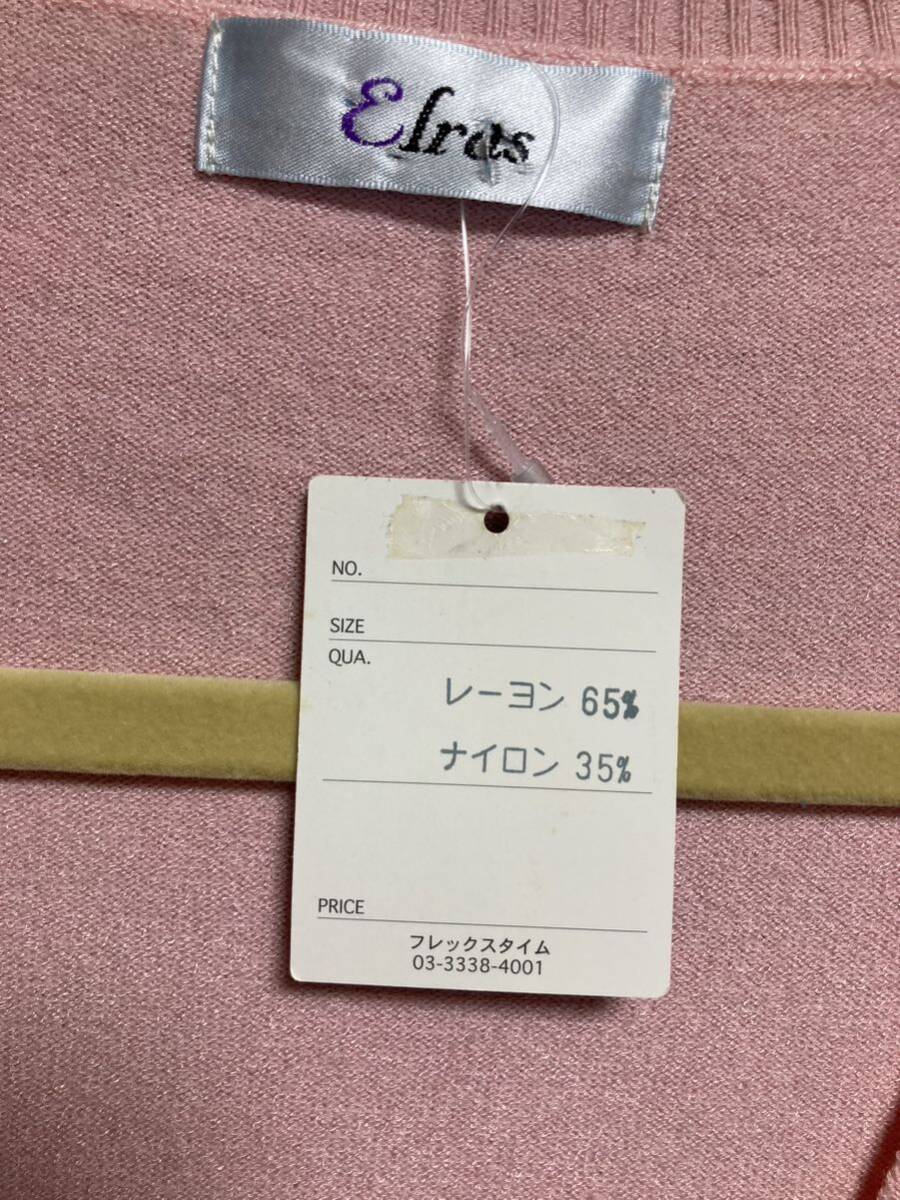 Elras
NO.
SIZE
QUA.
レーヨン 65%
ナイロン 35%
PRICE
フレックスタイム
03-3338-4001